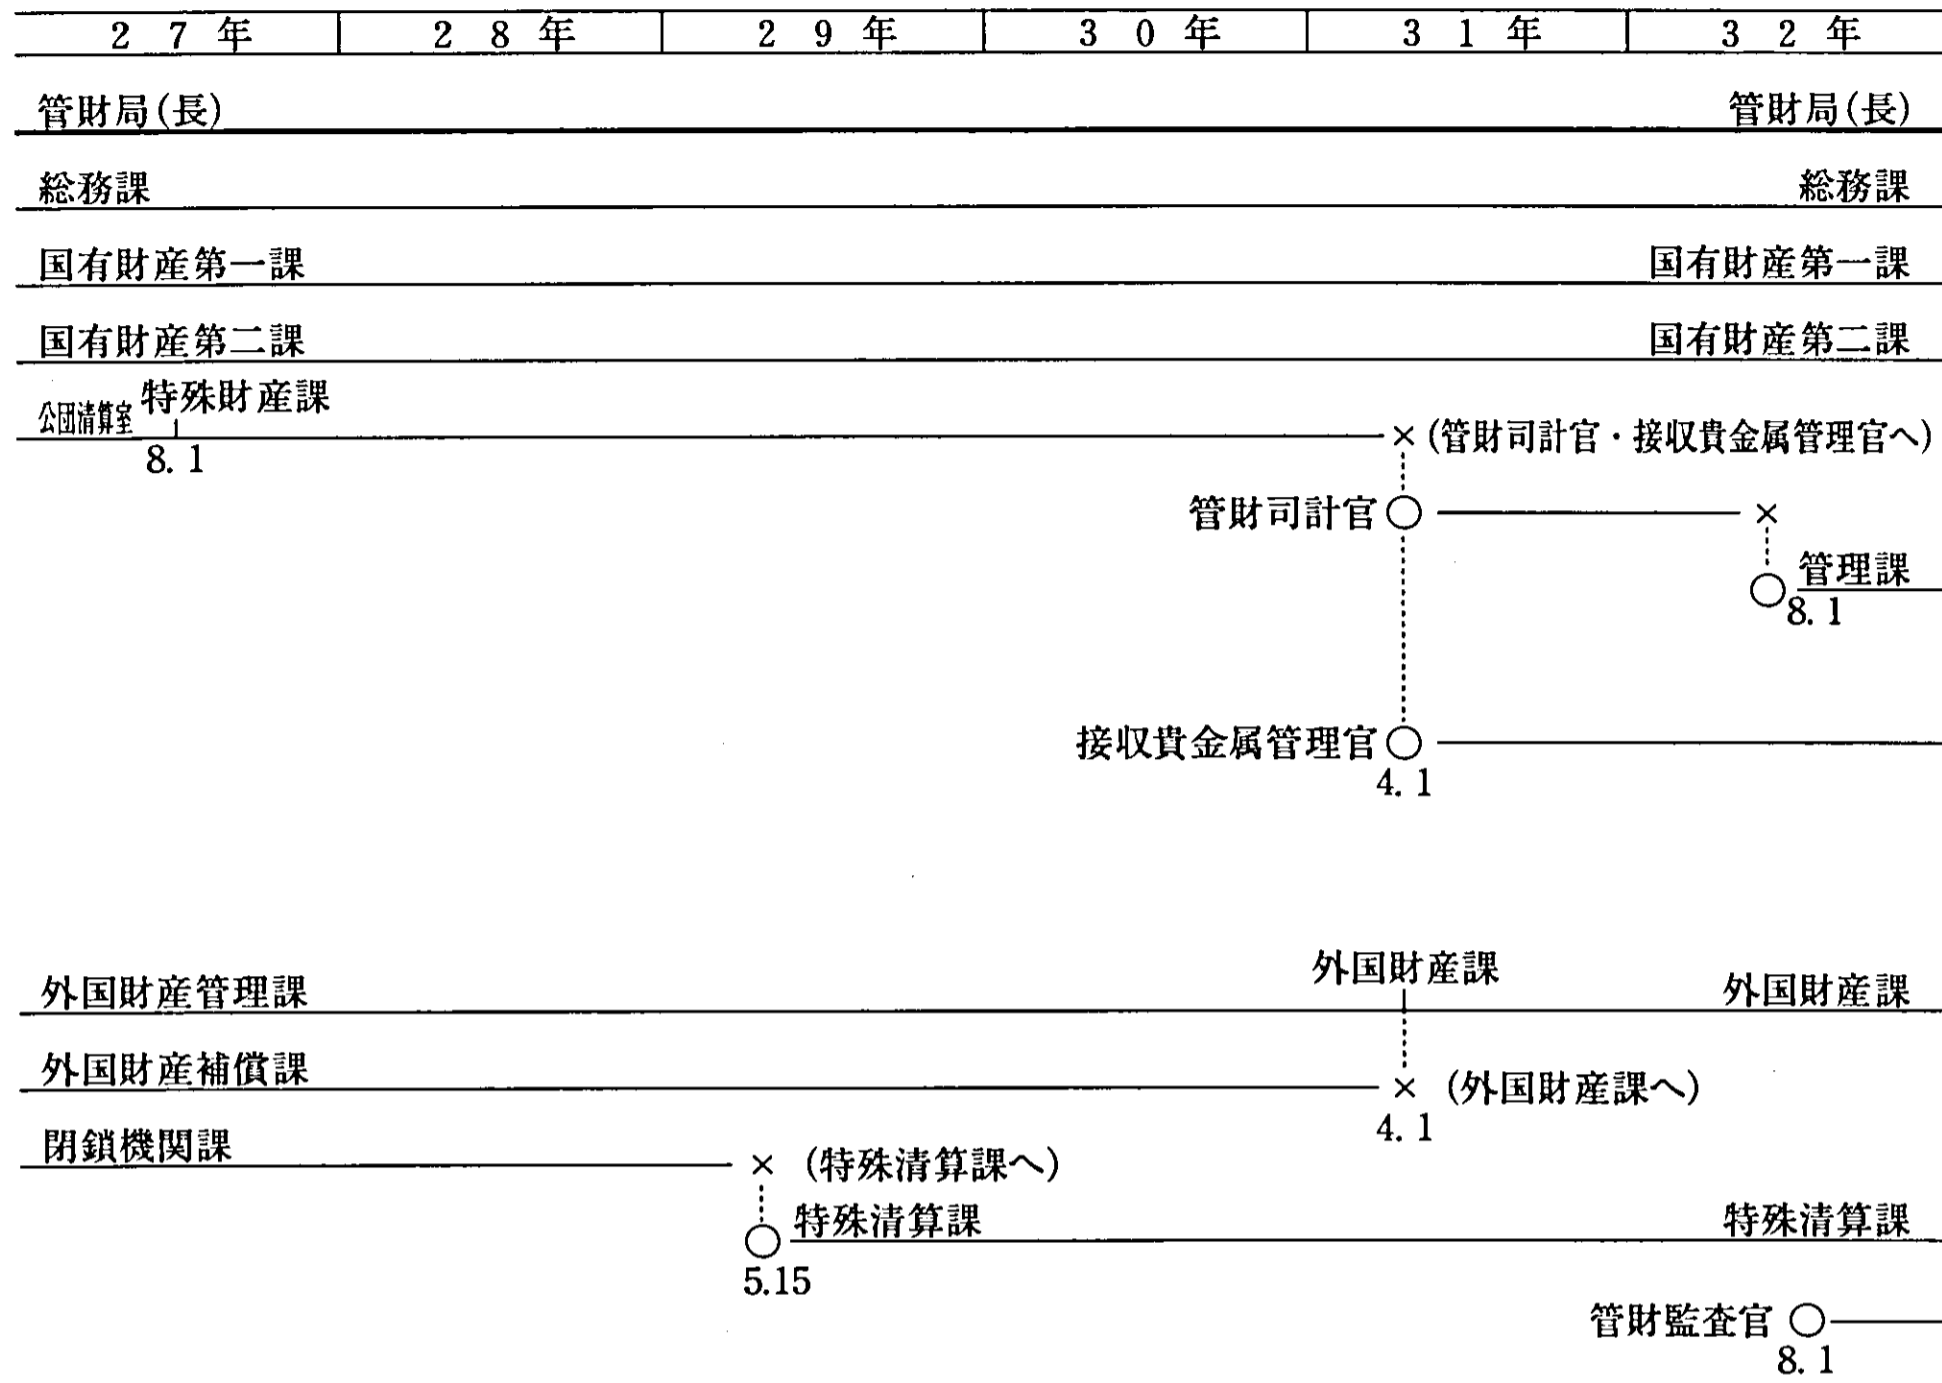 27年 28年 29年 30年 31年 32年
管財局(長) 管財局(長)
総務課 総務課
国有財産第一課 国有財産第一課
国有財産第二課 国有財産第二課
公団清算室 特殊財産課
8. 1
× (管財司計官・接収貴金属管理官へ)
管財司計官 ○ ×
○ 管理課
8. 1
接収貴金属管理官 ○
4. 1
外国財産課
外国財産管理課 外国財産課
外国財産補償課 × (外国財産課へ)
4. 1
閉鎖機関課 × (特殊清算課へ)
○ 特殊清算課 特殊清算課
5.15
管財監査官 ○
8. 1